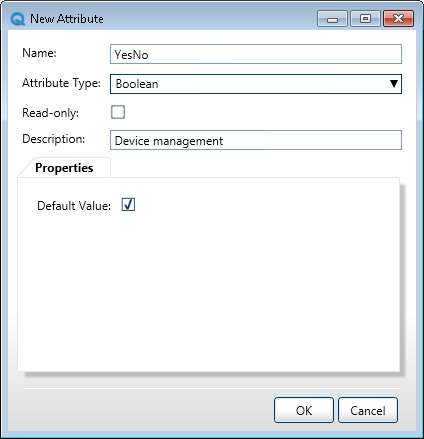 New Attribute
Name: YesNo
Attribute Type: Boolean
Read-only:
Description: Device management
Properties
Default Value:
OK Cancel